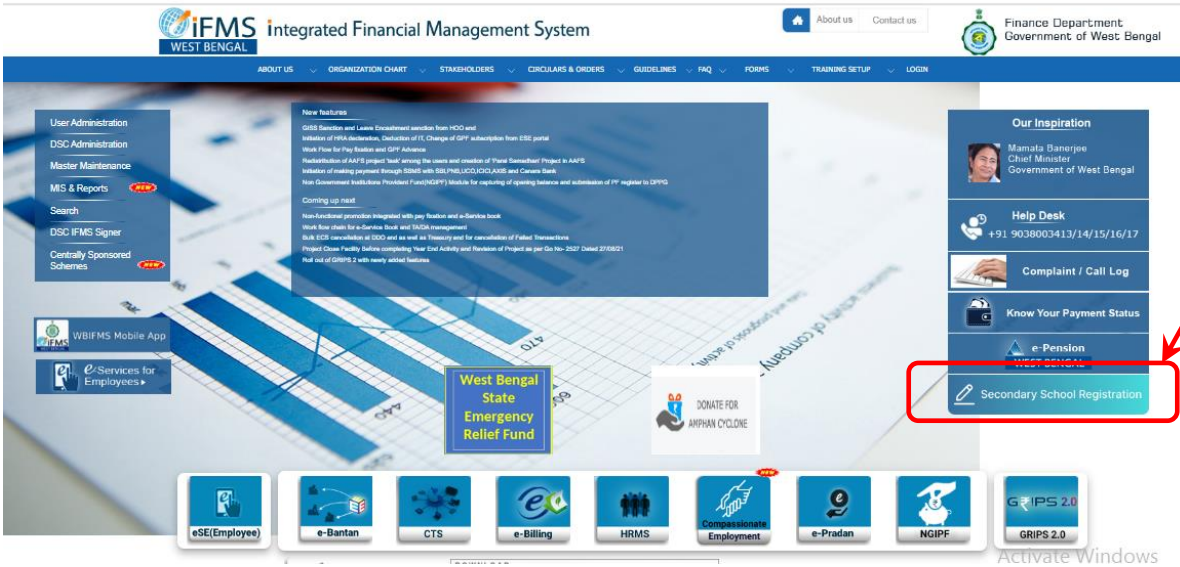 iFMS
WEST BENGAL
integrated Financial Management System
About us
Contact us
Finance Department
Government of West Bengal
ABOUT US
ORGANIZATION CHART
STAKEHOLDERS
CIRCULARS & ORDERS
GUIDELINES
FAQ
FORMS
TRAINING SETUP
LOGIN
User Administration
DSC Administration
Master Maintenance
MIS & Reports
NEW
Search
DSC IFMS Signer
Centrally Sponsored
Schemes
NEW
WBIFMS Mobile App
e-Services for
Employees
New features
GISS Sanction and Leave Encashment sanction from HOO end
Initiation of HRA declaration, Deduction of IT, Change of GPF subscription from ESE portal
Work Flow for Pay fixation and GPF Advance
Redistribution of AAFS project 'task' among the users and creation of 'Parai Samadhan' Project in AAFS
Initiation of making payment through SBMS with SBI,PNB,UCO,ICICI,AXIS and Canara Bank
Non Government Institutions Provident Fund(NGIPF) Module for capturing of opening balance and submission of PF register to DPPG
Coming up next
Non-functional promotion integrated with pay fixation and e-Service book
Work flow chain for e-Service Book and TA/DA management
Bulk ECS cancellation at DDO end as well as Treasury end for cancellation of Failed Transactions
Project Close Facility Before completing Year End Activity and Revision of Project as per Go No- 2527 Dated 27/08/21
Roll out of GRIPS 2 with newly added features
Our Inspiration
Mamata Banerjee
Chief Minister
Government of West Bengal
Help Desk
+91 9038003413/14/15/16/17
Complaint / Call Log
Know Your Payment Status
e-Pension
WEST BENGAL
Secondary School Registration
470
440
West Bengal
State
Emergency
Relief Fund
DONATE FOR
AMPHAN CYCLONE
eSE(Employee)
e-Bantan
CTS
e-Billing
HRMS
NEW
Compassionate
Employment
e-Pradan
NGIPF
GRIPS 2.0
GRIPS 2.0
Activate Windows